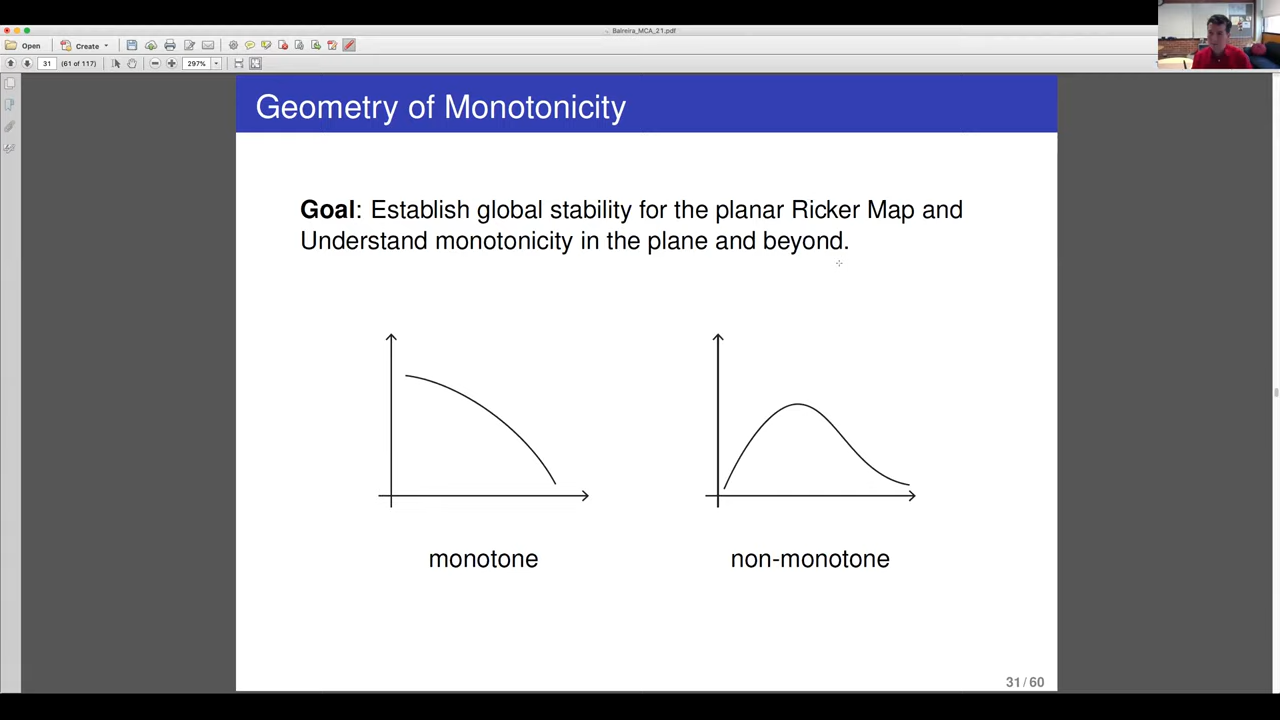 Balreira_MCA_21.pdf
Open
Create
31
(61 of 117)
297%
Geometry of Monotonicity
Goal: Establish global stability for the planar Ricker Map and
Understand monotonicity in the plane and beyond.
monotone
non-monotone
31 / 60